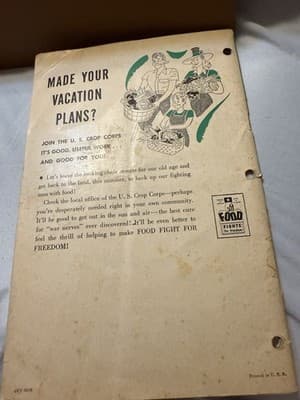 MADE YOUR
VACATION
PLANS?
JOIN THE U. S. CROP CORPS
IT'S GOOD, USEFUL WORK . . .
AND GOOD FOR YOU!
Let's leave the rocking chair for our old age and
get back to the land, this summer, to back up our fighting
men with food!
Check the local office of the U. S. Crop Corps—perhaps
you're desperately needed right in your own community.
It'll be good to get out in the sun and air—the best cure
for "war nerves" ever discovered! It'll be even better to
feel the thrill of helping to make FOOD FIGHT FOR
FREEDOM!
FOOD
FIGHTS
for Freedom
Printed in U. S. A.